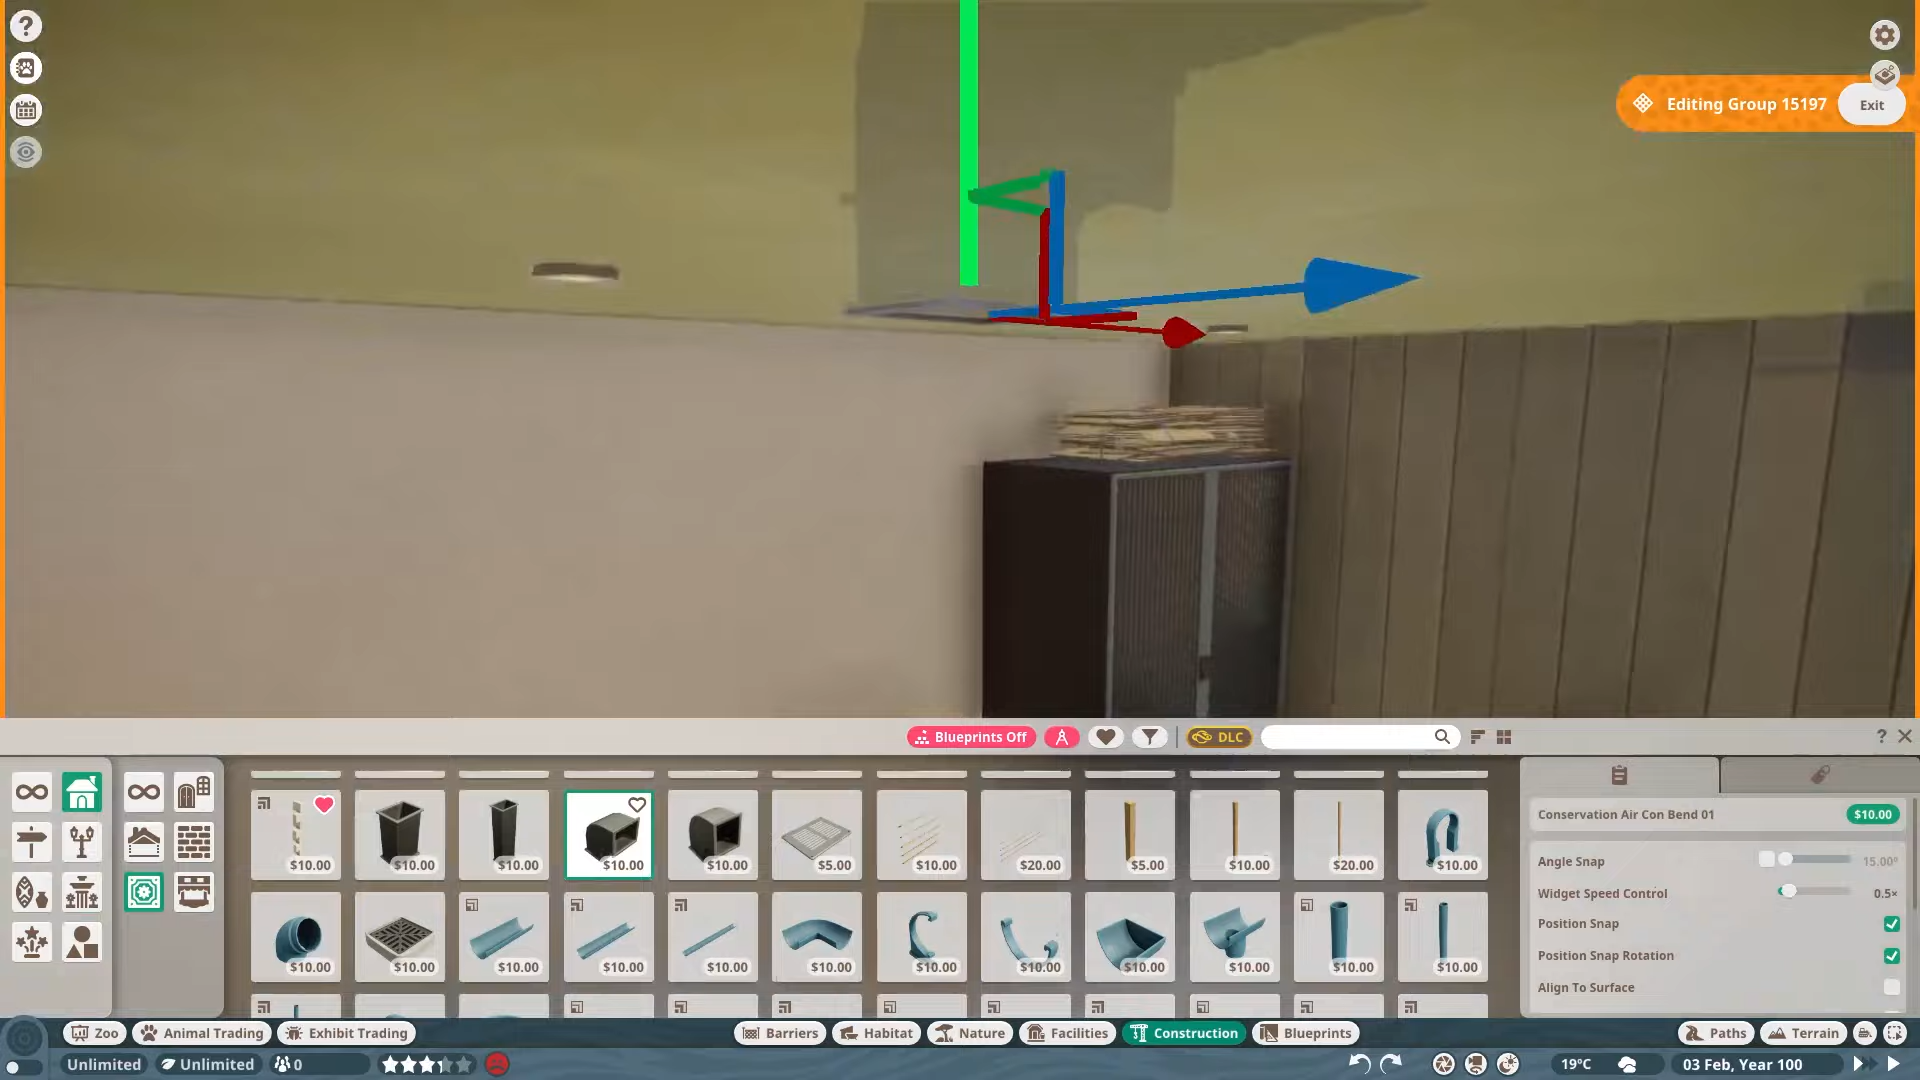 Editing Group 15197
Exit
Blueprints Off
DLC
$10.00
$10.00
$10.00
$10.00
$10.00
$5.00
$10.00
$20.00
$5.00
$10.00
$20.00
$10.00
$10.00
$10.00
$10.00
$10.00
$10.00
$10.00
$10.00
$10.00
$10.00
$10.00
$10.00
$10.00
?
?
Conservation Air Con Bend 01
$10.00
Angle Snap
15.00°
Widget Speed Control
0.5×
Position Snap
Position Snap Rotation
Align To Surface
Zoo
Animal Trading
Exhibit Trading
Barriers
Habitat
Nature
Facilities
Construction
Blueprints
Paths
Terrain
Unlimited
Unlimited
0
19°C
03 Feb, Year 100